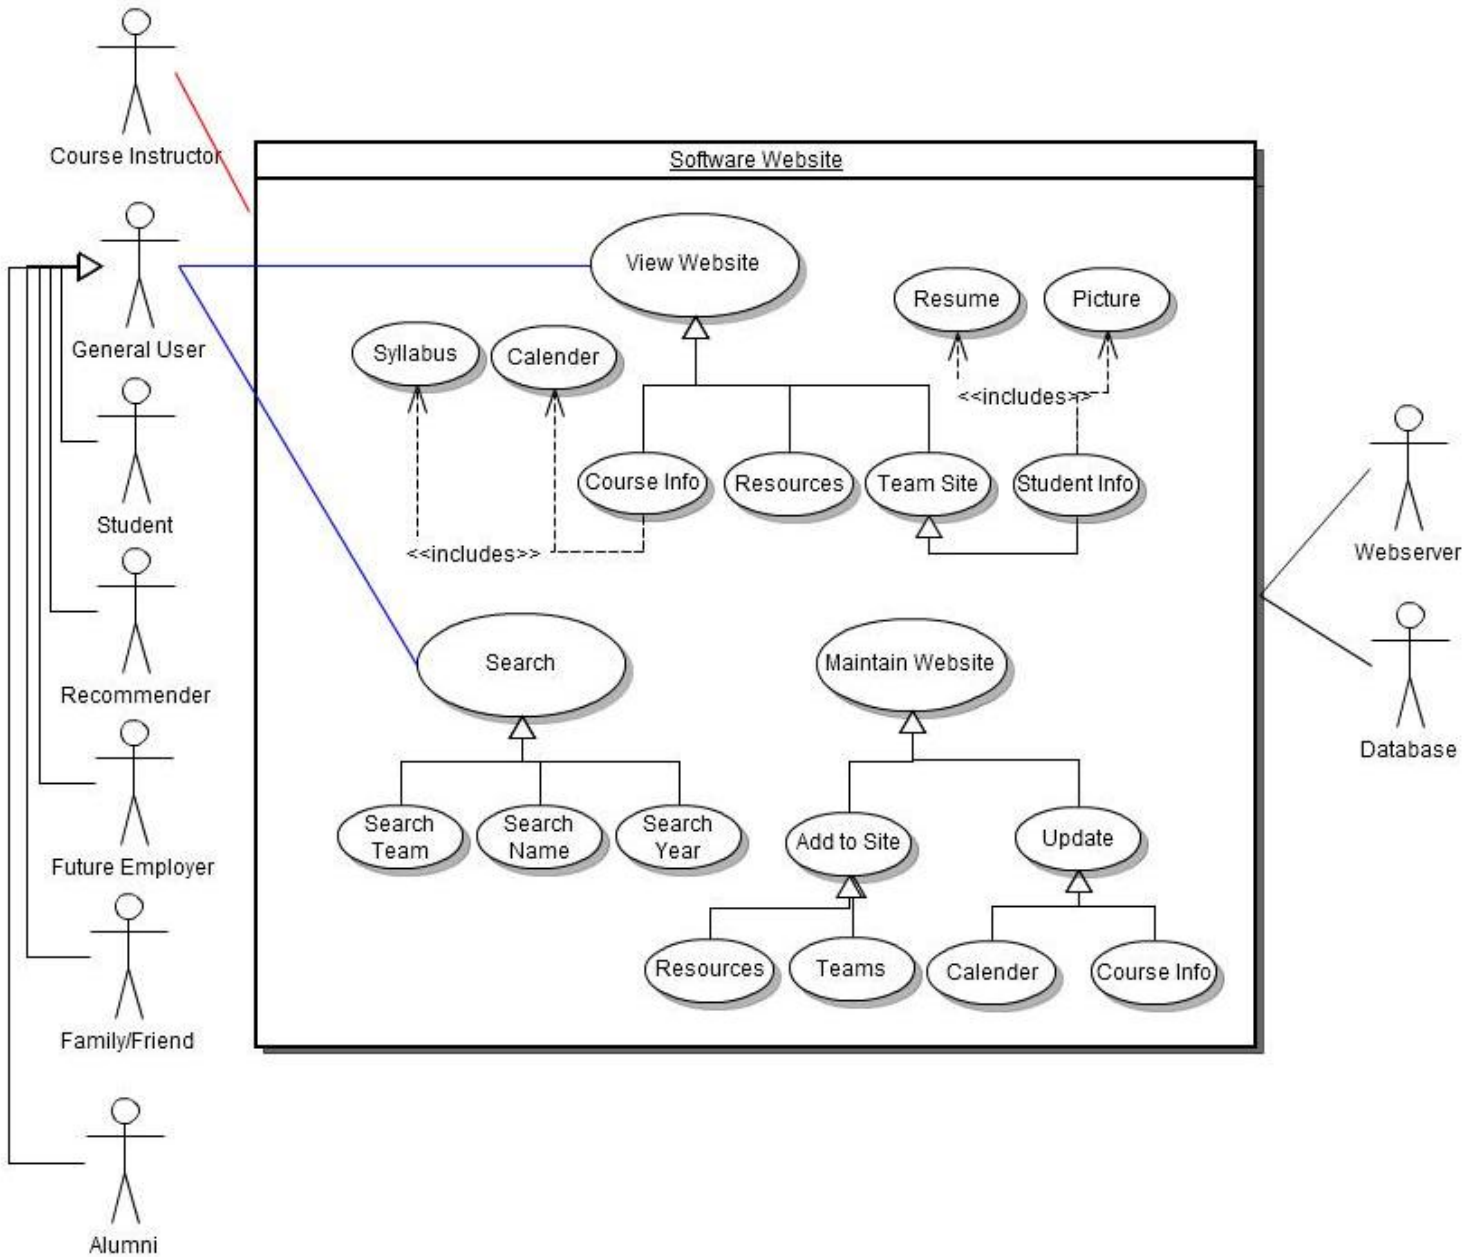 Course Instructor
Software Website
View Website
Resume
Picture
General User
Syllabus
Calender
<<includes>>
Course Info
Resources
Team Site
Student Info
Student
<<includes>>
Webserver
Search
Maintain Website
Recommender
Database
Search
Team
Search
Name
Search
Year
Add to Site
Update
Future Employer
Resources
Teams
Calender
Course Info
Family/Friend
Alumni